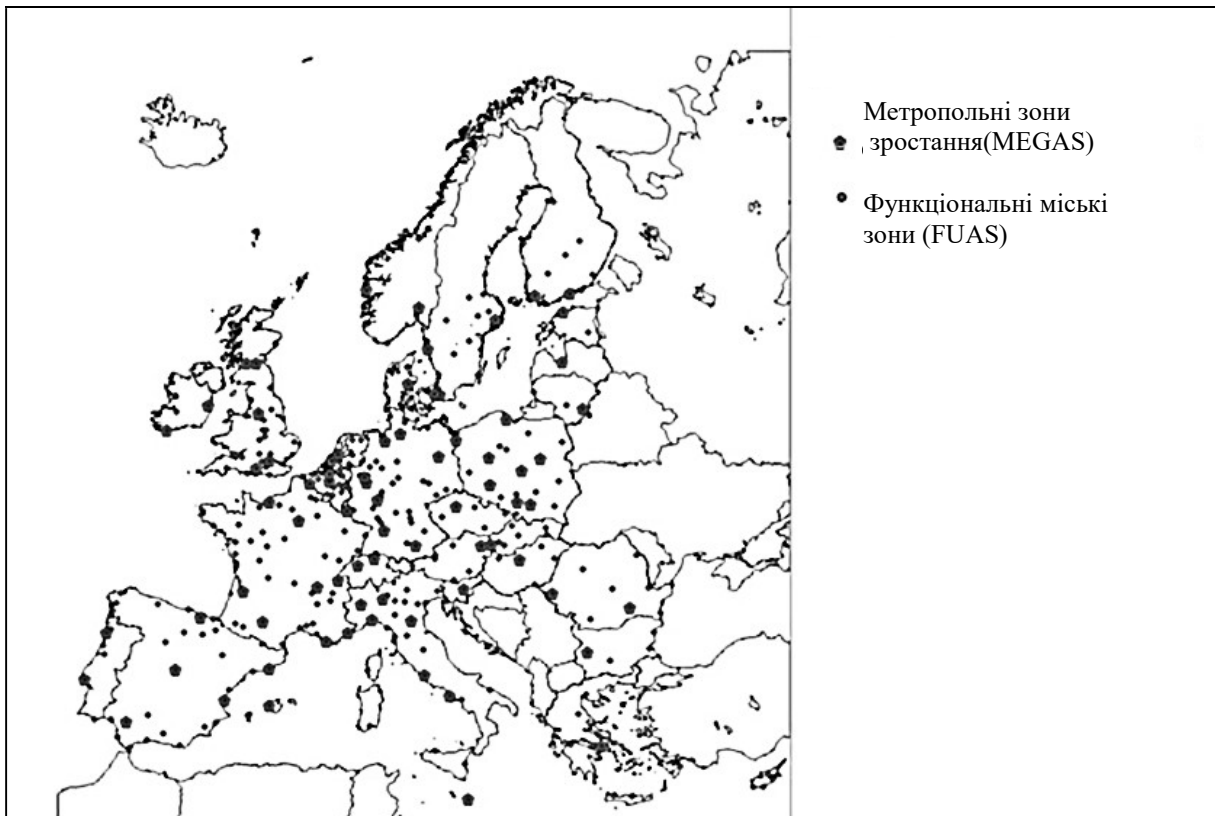 Метропольні зони
зростання(MEGAS)
Функціональні міські
зони (FUAS)